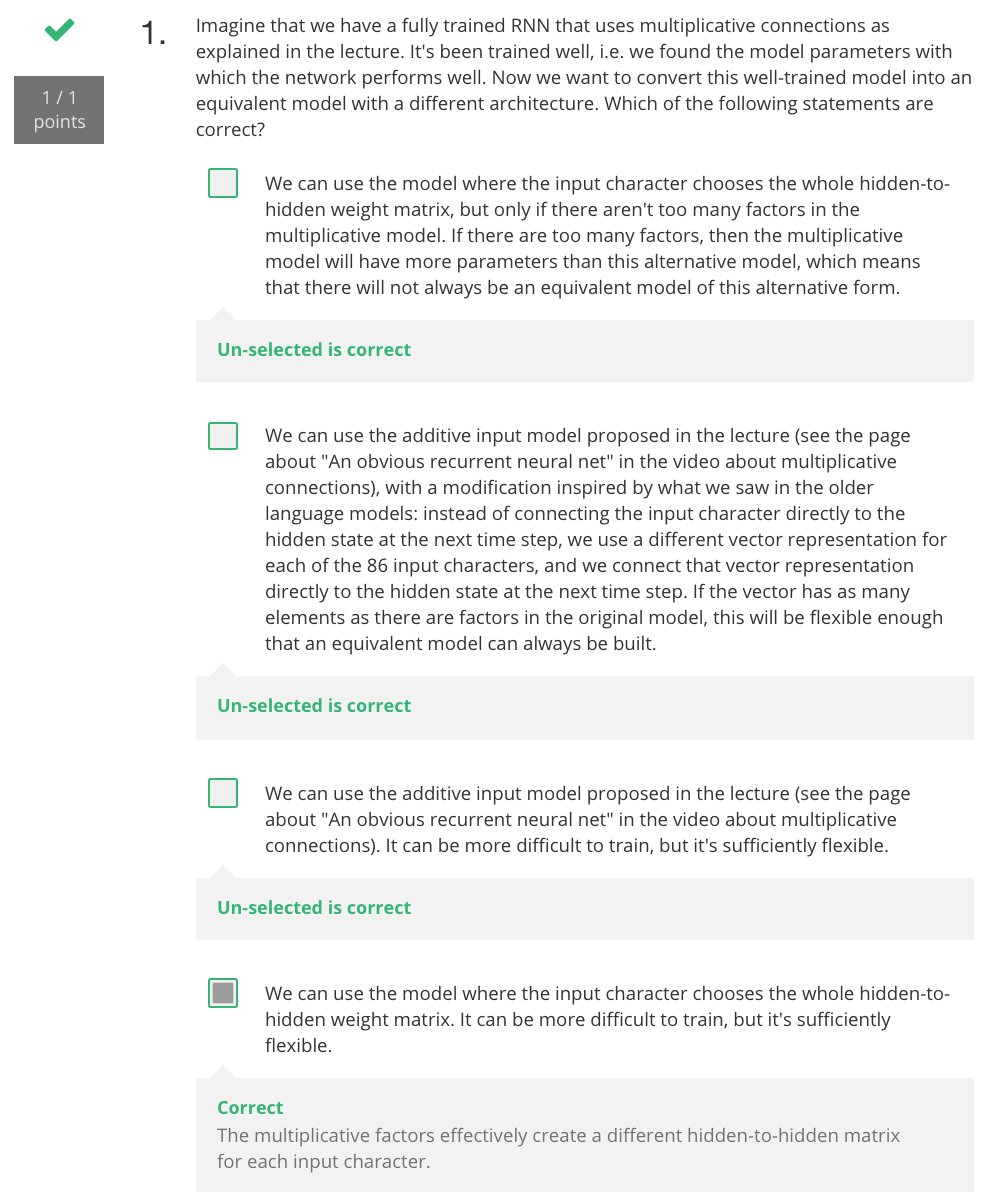 1.
1 / 1
points
Imagine that we have a fully trained RNN that uses multiplicative connections as
explained in the lecture. It's been trained well, i.e. we found the model parameters with
which the network performs well. Now we want to convert this well-trained model into an
equivalent model with a different architecture. Which of the following statements are
correct?
We can use the model where the input character chooses the whole hidden-to-
hidden weight matrix, but only if there aren't too many factors in the
multiplicative model. If there are too many factors, then the multiplicative
model will have more parameters than this alternative model, which means
that there will not always be an equivalent model of this alternative form.
Un-selected is correct
We can use the additive input model proposed in the lecture (see the page
about "An obvious recurrent neural net" in the video about multiplicative
connections), with a modification inspired by what we saw in the older
language models: instead of connecting the input character directly to the
hidden state at the next time step, we use a different vector representation for
each of the 86 input characters, and we connect that vector representation
directly to the hidden state at the next time step. If the vector has as many
elements as there are factors in the original model, this will be flexible enough
that an equivalent model can always be built.
Un-selected is correct
We can use the additive input model proposed in the lecture (see the page
about "An obvious recurrent neural net" in the video about multiplicative
connections). It can be more difficult to train, but it's sufficiently flexible.
Un-selected is correct
We can use the model where the input character chooses the whole hidden-to-
hidden weight matrix. It can be more difficult to train, but it's sufficiently
flexible.
Correct
The multiplicative factors effectively create a different hidden-to-hidden matrix
for each input character.